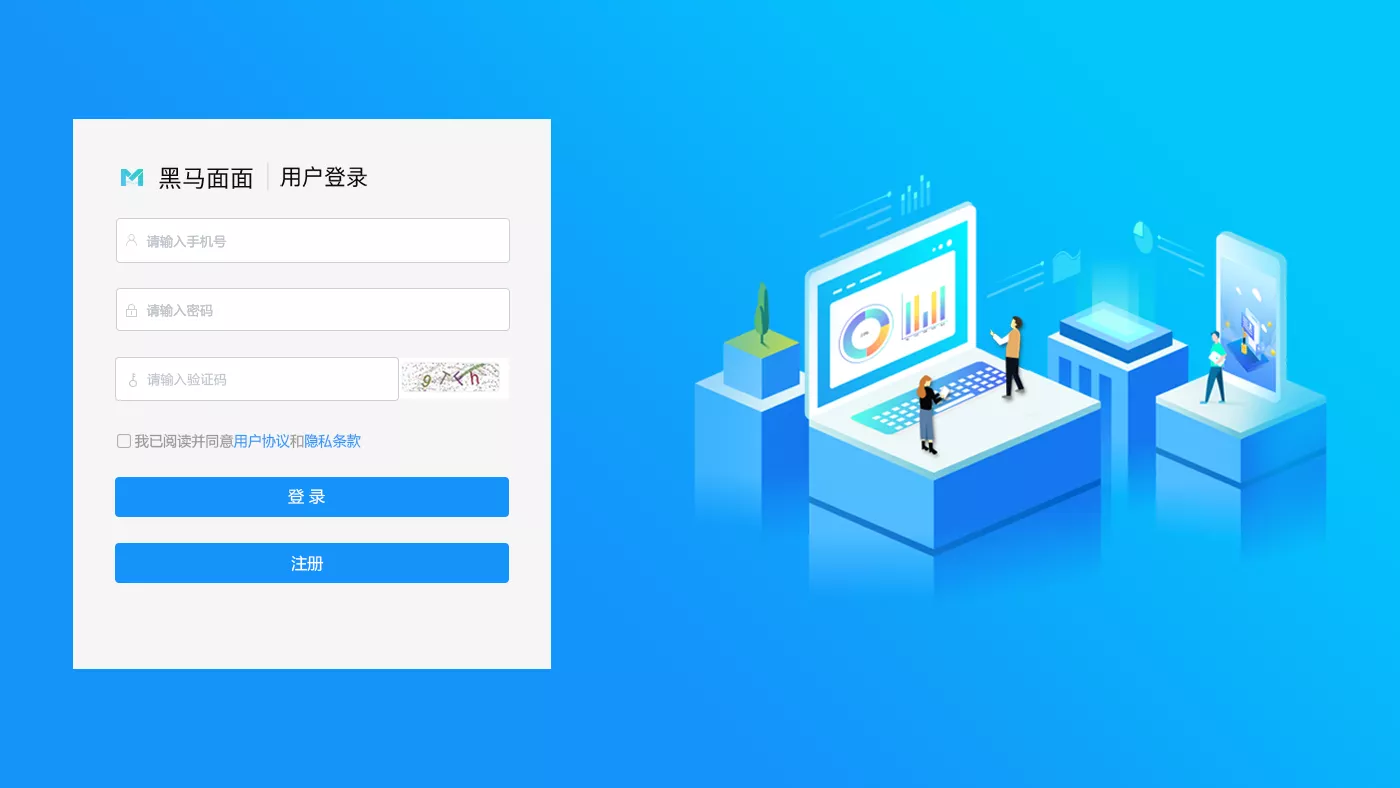 黑马面面 用户登录
请输入手机号
请输入密码
请输入验证码 9TEh
我已阅读并同意用户协议和隐私条款
登录
注册